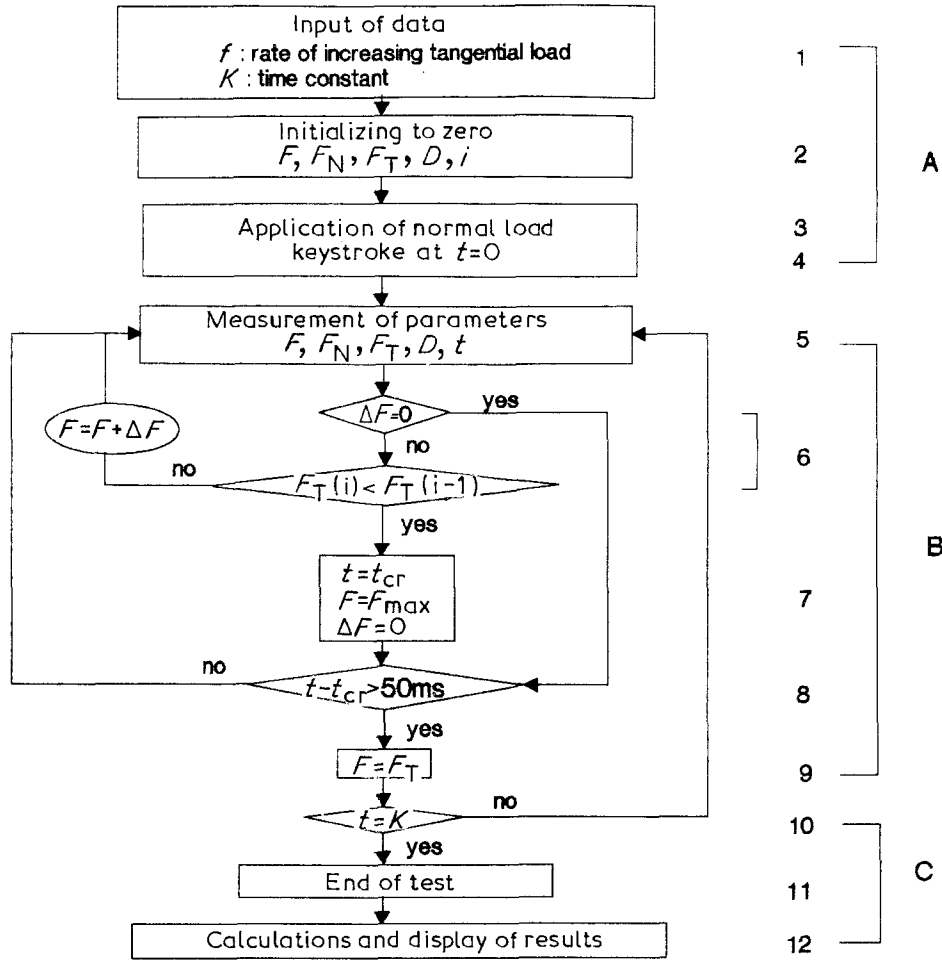 Input of data
f : rate of increasing tangential load
K : time constant
1
Initializing to zero
F, F_N, F_T, D, i
2
A
Application of normal load
keystroke at t=0
3
4
Measurement of parameters
F, F_N, F_T, D, t
5
ΔF=0
yes
F=F+ΔF
no
6
no
F_T(i)<F_T(i-1)
yes
B
t=t_cr
F=F_max
ΔF=0
7
no
t-t_cr>50ms
8
yes
F=F_T
9
t=K
no
10
yes
End of test
11
C
Calculations and display of results
12